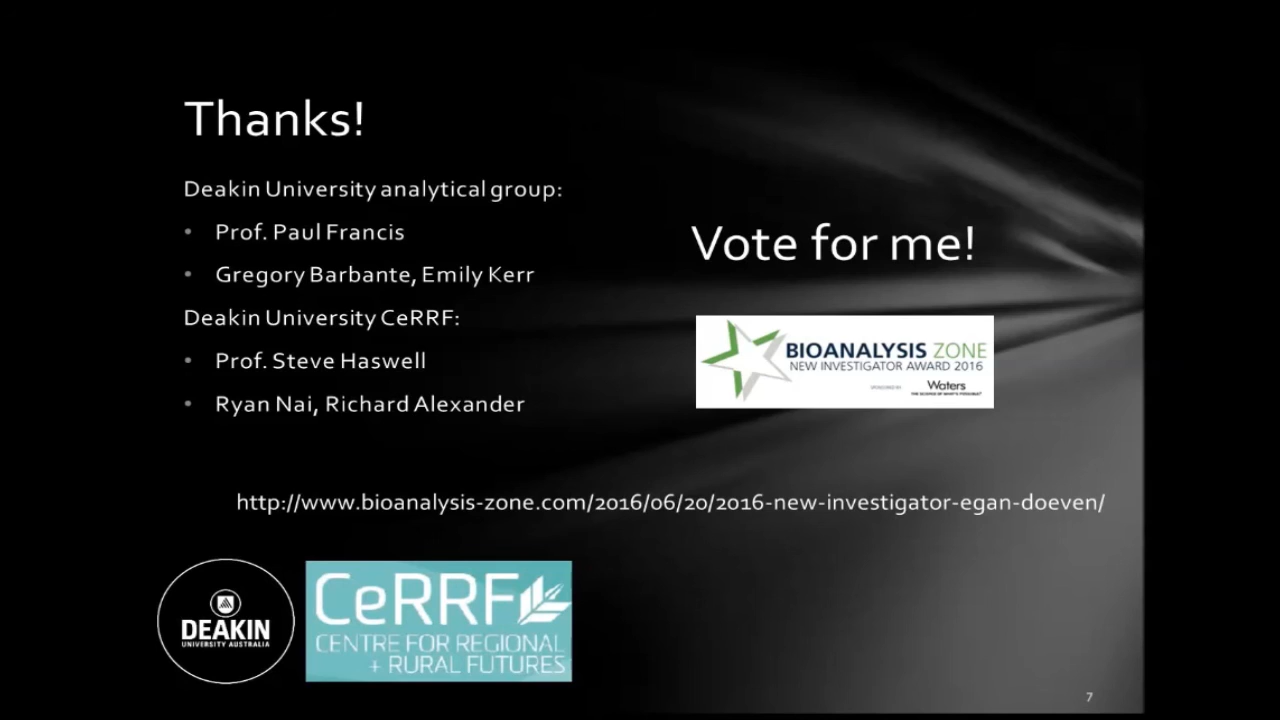 Thanks!
Deakin University analytical group:
• Prof. Paul Francis
• Gregory Barbante, Emily Kerr
Deakin University CeRRF:
• Prof. Steve Haswell
• Ryan Nai, Richard Alexander
Vote for me!
BIOANALYSIS ZONE
NEW INVESTIGATOR AWARD 2016
SPONSORED BY Waters
THE SCIENCE OF WHAT'S POSSIBLE
http://www.bioanalysis-zone.com/2016/06/20/2016-new-investigator-egan-doeven/
DEAKIN
UNIVERSITY AUSTRALIA
CeRRF
CENTRE FOR REGIONAL
+ RURAL FUTURES
7